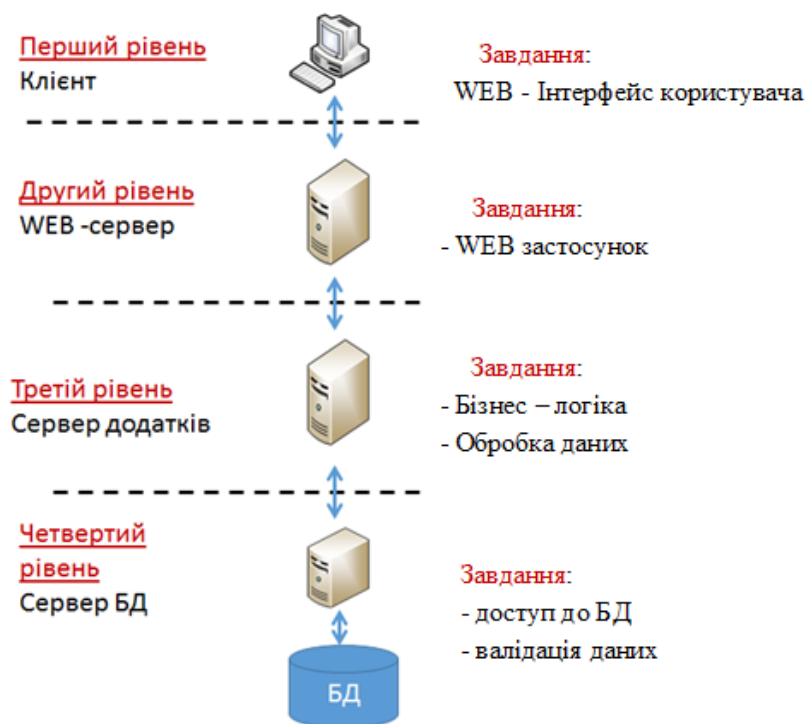 Перший рівень
Клієнт
Завдання:
WEB - Інтерфейс користувача
Другий рівень
WEB -сервер
Завдання:
- WEB застосунок
Третій рівень
Сервер додатків
Завдання:
- Бізнес – логіка
- Обробка даних
Четвертий
рівень
Сервер БД
Завдання:
- доступ до БД
- валідація даних
БД